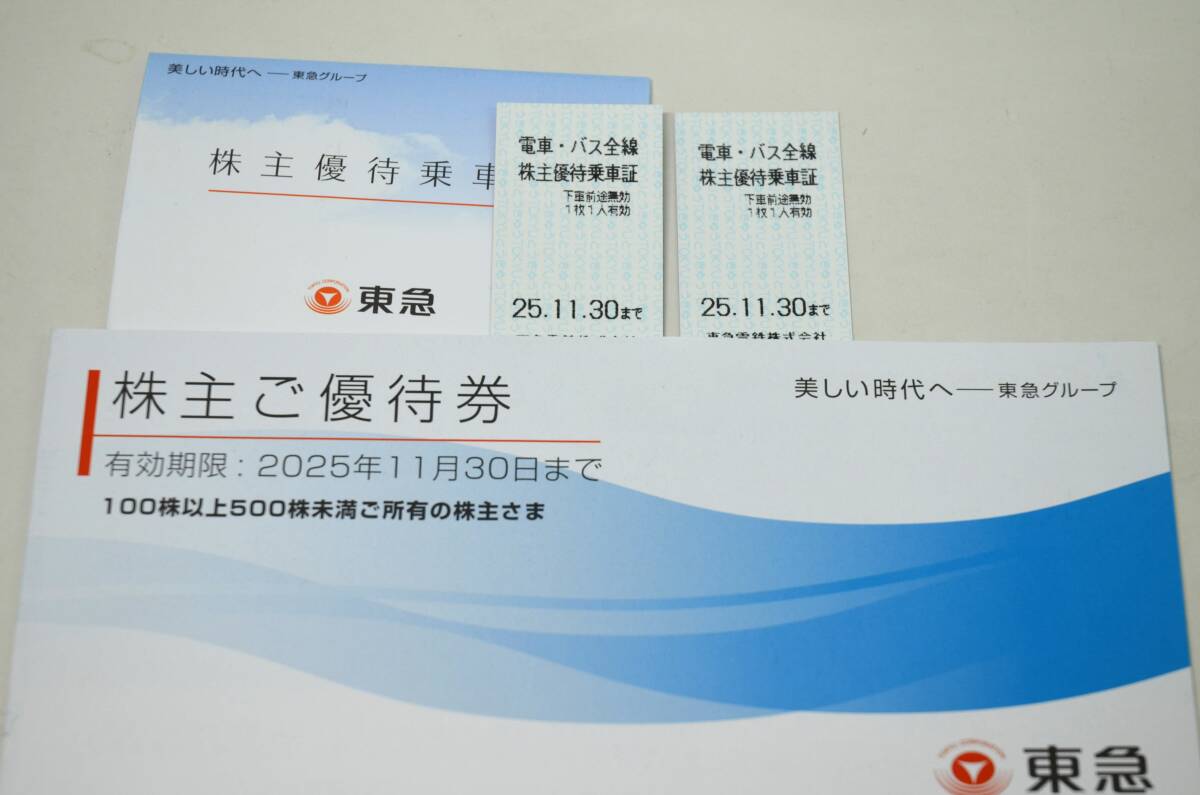 美しい時代へ ── 東急グループ
株主優待乗車
東急
電車・バス全線
株主優待乗車証
下車前途無効
1枚1人有効
25.11.30まで
電車・バス全線
株主優待乗車証
下車前途無効
1枚1人有効
25.11.30まで
東急電鉄株式会社
株主ご優待券
美しい時代へ ── 東急グループ
有効期限：2025年11月30日まで
100株以上500株未満ご所有の株主さま
TOKYU CORPORATION
東急